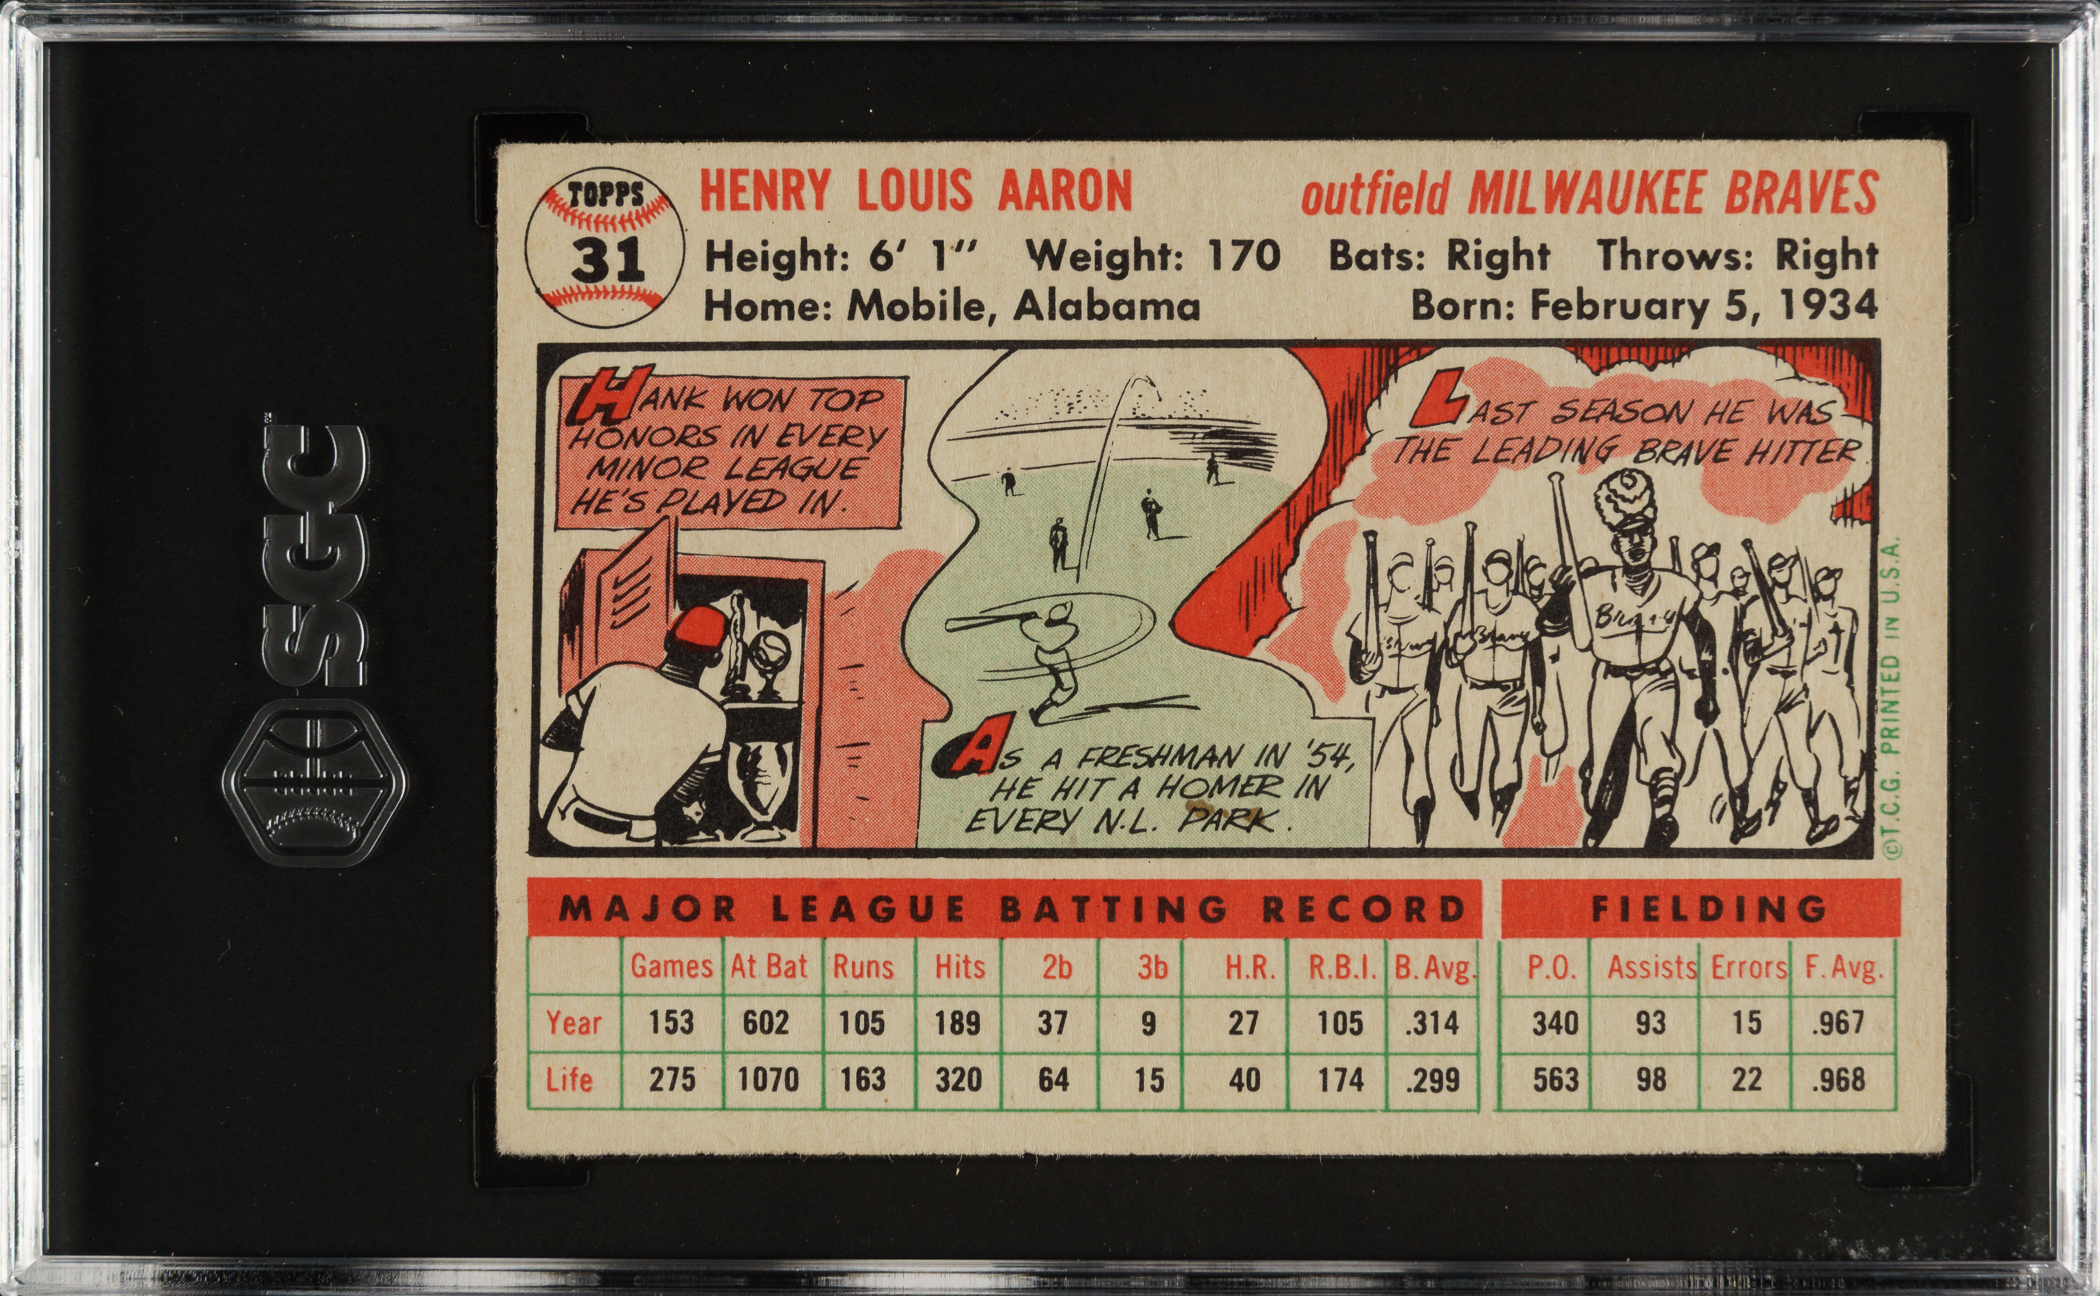 SGC
TOPPS
31
HENRY LOUIS AARON outfield MILWAUKEE BRAVES
Height: 6' 1" Weight: 170 Bats: Right Throws: Right
Home: Mobile, Alabama Born: February 5, 1934
HANK WON TOP
HONORS IN EVERY
MINOR LEAGUE
HE'S PLAYED IN.
AS A FRESHMAN IN '54,
HE HIT A HOMER IN
EVERY N.L. PARK.
LAST SEASON HE WAS
THE LEADING BRAVE HITTER
©T.C.G. PRINTED IN U.S.A.
MAJOR LEAGUE BATTING RECORD FIELDING
Games At Bat Runs Hits 2b 3b H.R. R.B.I. B. Avg. P.O. Assists Errors F. Avg.
Year 153 602 105 189 37 9 27 105 .314 340 93 15 .967
Life 275 1070 163 320 64 15 40 174 .299 563 98 22 .968